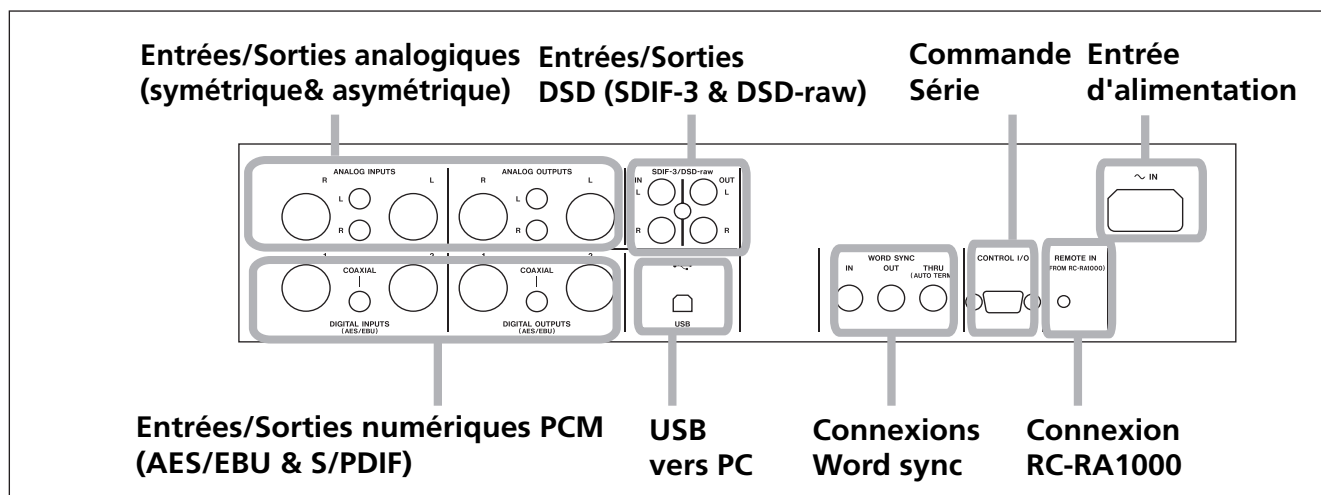 Entrées/Sorties analogiques
(symétrique& asymétrique)
Entrées/Sorties
DSD (SDIF-3 & DSD-raw)
Commande
Série
Entrée
d'alimentation
ANALOG INPUTS
R
L
L
R
ANALOG OUTPUTS
R
L
L
R
SDIF-3/DSD-raw
IN
OUT
L
L
R
R
~ IN
1
2
COAXIAL
DIGITAL INPUTS
(AES/EBU)
1
2
COAXIAL
DIGITAL OUTPUTS
(AES/EBU)
USB
WORD SYNC
IN
OUT
THRU
(AUTO TERM
CONTROL I/O
REMOTE IN
(FROM RC-RA1000)
Entrées/Sorties numériques PCM
(AES/EBU & S/PDIF)
USB
vers PC
Connexions
Word sync
Connexion
RC-RA1000